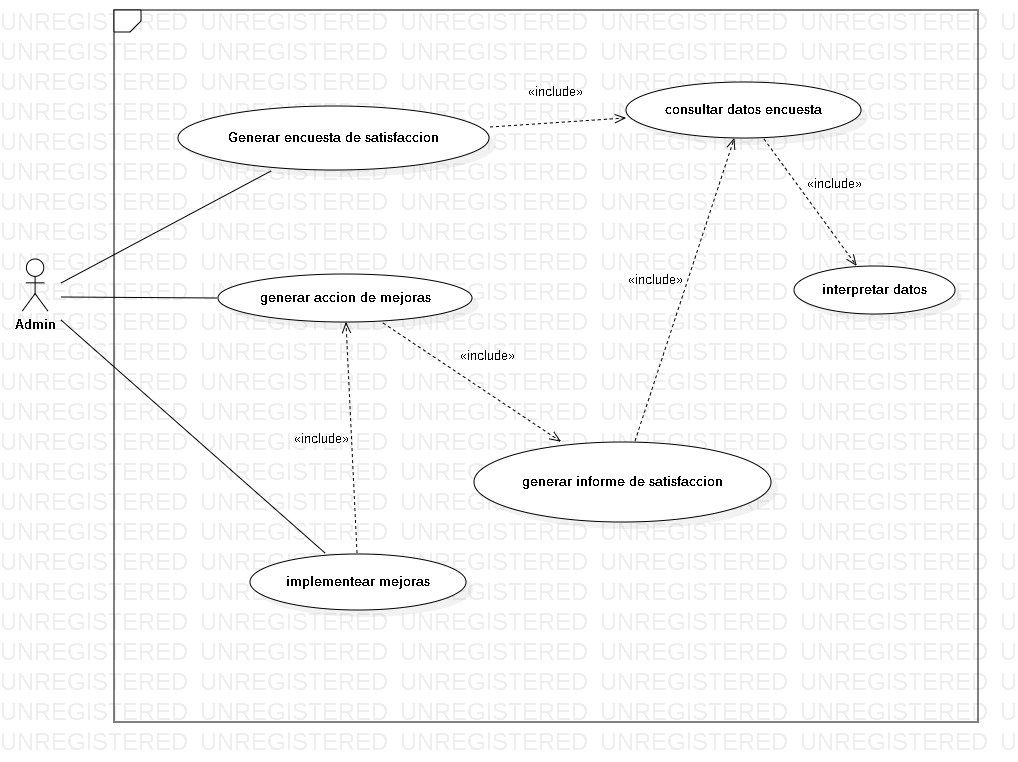 «include»
consultar datos encuesta
Generar encuesta de satisfaccion
«include»
«include»
interpretar datos
generar accion de mejoras
Admin
«include»
«include»
generar informe de satisfaccion
implementear mejoras
UNREGISTERED